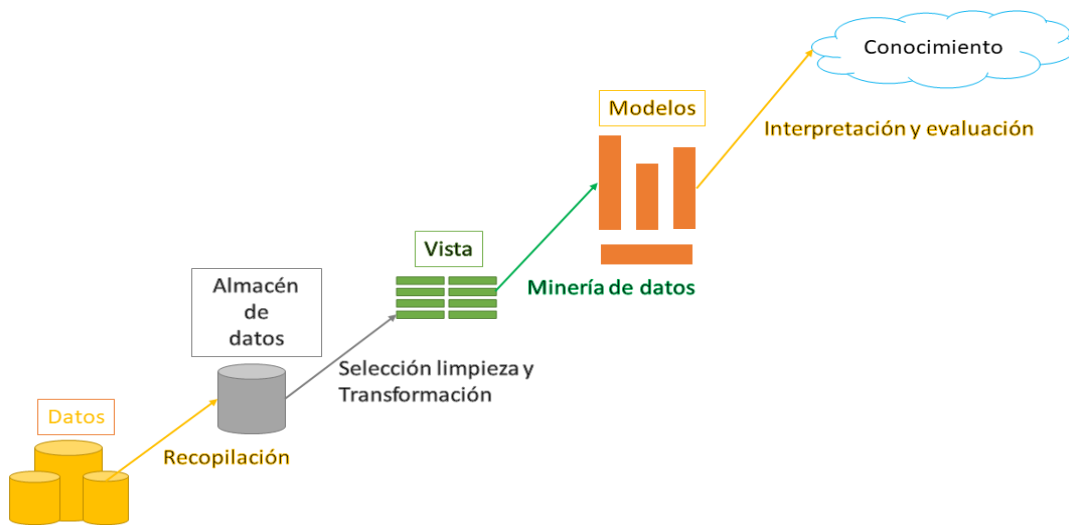 Conocimiento
Modelos
Interpretación y evaluación
Vista
Minería de datos
Almacén
de
datos
Selección limpieza y
Transformación
Datos
Recopilación